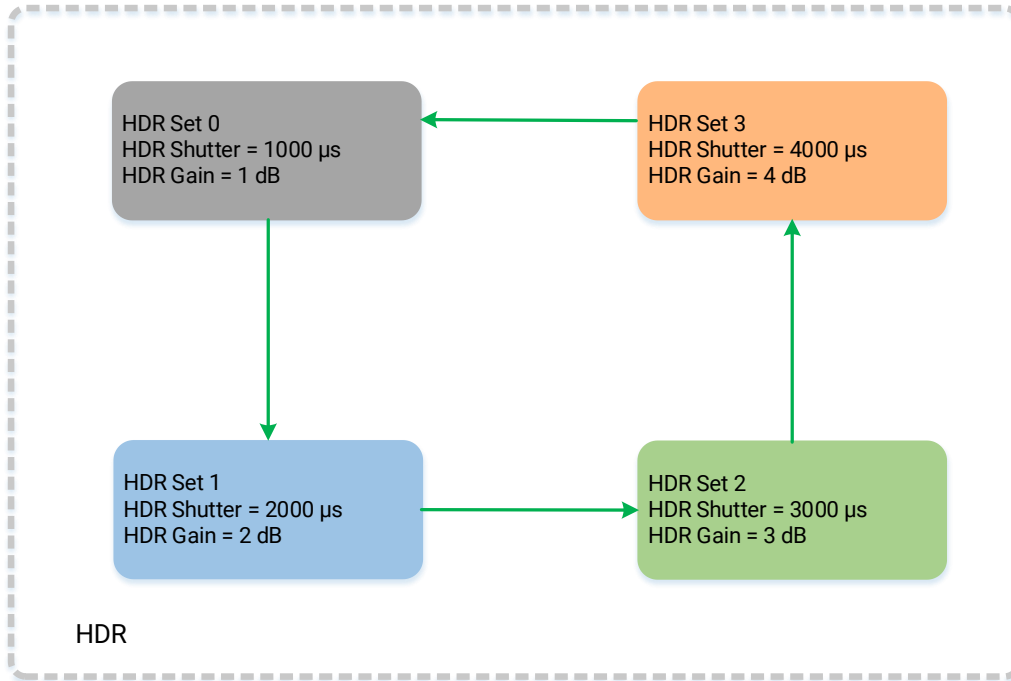 HDR Set 0
HDR Shutter = 1000 µs
HDR Gain = 1 dB
HDR Set 3
HDR Shutter = 4000 µs
HDR Gain = 4 dB
HDR Set 1
HDR Shutter = 2000 µs
HDR Gain = 2 dB
HDR Set 2
HDR Shutter = 3000 µs
HDR Gain = 3 dB
HDR